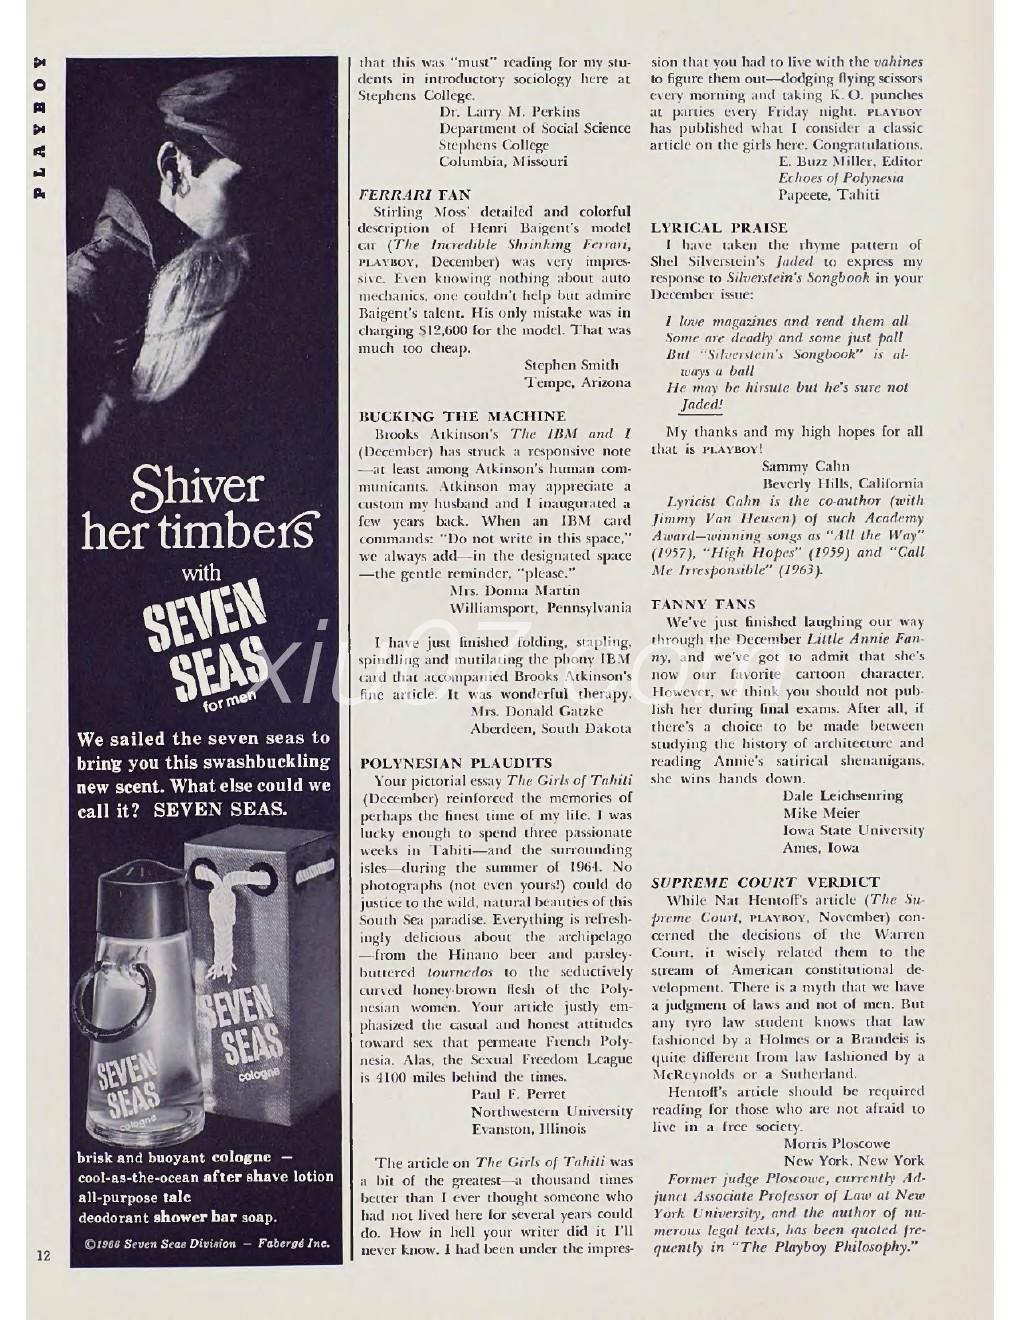 PLAYBOY
Shiver
her timbers
with
SEVEN
SEAS
for men
We sailed the seven seas to
bring you this swashbuckling
new scent. What else could we
call it? SEVEN SEAS.
SEVEN
SEAS
cologne
SEVEN
SEAS
cologne
brisk and buoyant cologne —
cool-as-the-ocean after shave lotion
all-purpose talc
deodorant shower bar soap.
©1966 Seven Seas Division — Fabergé Inc.
12
that this was “must” reading for my stu-
dents in introductory sociology here at
Stephens College.
Dr. Larry M. Perkins
Department of Social Science
Stephens College
Columbia, Missouri
FERRARI FAN
Stirling Moss’ detailed and colorful
description of Henri Baigent’s model
car (The Incredible Shrinking Ferrari,
PLAYBOY, December) was very impres-
sive. Even knowing nothing about auto
mechanics, one couldn’t help but admire
Baigent’s talent. His only mistake was in
charging $12,600 for the model. That was
much too cheap.
Stephen Smith
Tempe, Arizona
BUCKING THE MACHINE
Brooks Atkinson’s The IBM and I
(December) has struck a responsive note
—at least among Atkinson’s human com-
municants. Atkinson may appreciate a
custom my husband and I inaugurated a
few years back. When an IBM card
commands: “Do not write in this space,”
we always add—in the designated space
—the gentle reminder, “please.”
Mrs. Donna Martin
Williamsport, Pennsylvania
I have just finished folding, stapling,
spindling and mutilating the phony IBM
card that accompanied Brooks Atkinson’s
fine article. It was wonderful therapy.
Mrs. Donald Gatzke
Aberdeen, South Dakota
POLYNESIAN PLAUDITS
Your pictorial essay The Girls of Tahiti
(December) reinforced the memories of
perhaps the finest time of my life. I was
lucky enough to spend three passionate
weeks in Tahiti—and the surrounding
isles—during the summer of 1964. No
photographs (not even yours!) could do
justice to the wild, natural beauties of this
South Sea paradise. Everything is refresh-
ingly delicious about the archipelago
—from the Hinano beer and parsley-
buttered tournedos to the seductively
curved honey-brown flesh of the Poly-
nesian women. Your article justly em-
phasized the casual and honest attitudes
toward sex that permeate French Poly-
nesia. Alas, the Sexual Freedom League
is 4100 miles behind the times.
Paul F. Perret
Northwestern University
Evanston, Illinois
The article on The Girls of Tahiti was
a bit of the greatest—a thousand times
better than I ever thought someone who
had not lived here for several years could
do. How in hell your writer did it I’ll
never know. I had been under the impres-
sion that you had to live with the vahines
to figure them out—dodging flying scissors
every morning and taking K. O. punches
at parties every Friday night. PLAYBOY
has published what I consider a classic
article on the girls here. Congratulations.
E. Buzz Miller, Editor
Echoes of Polynesia
Papeete, Tahiti
LYRICAL PRAISE
I have taken the rhyme pattern of
Shel Silverstein’s Jaded to express my
response to Silverstein’s Songbook in your
December issue:
I love magazines and read them all
Some are deadly and some just pall
But “Silverstein’s Songbook” is al-
ways a ball
He may be hirsute but he’s sure not
Jaded!
My thanks and my high hopes for all
that is PLAYBOY!
Sammy Cahn
Beverly Hills, California
Lyricist Cahn is the co-author (with
Jimmy Van Heusen) of such Academy
Award—winning songs as “All the Way”
(1957), “High Hopes” (1959) and “Call
Me Irresponsible” (1963).
FANNY FANS
We’ve just finished laughing our way
through the December Little Annie Fan-
ny, and we’ve got to admit that she’s
now our favorite cartoon character.
However, we think you should not pub-
lish her during final exams. After all, if
there’s a choice to be made between
studying the history of architecture and
reading Annie’s satirical shenanigans,
she wins hands down.
Dale Leichsenring
Mike Meier
Iowa State University
Ames, Iowa
SUPREME COURT VERDICT
While Nat Hentoff’s article (The Su-
preme Court, PLAYBOY, November) con-
cerned the decisions of the Warren
Court, it wisely related them to the
stream of American constitutional de-
velopment. There is a myth that we have
a judgment of laws and not of men. But
any tyro law student knows that law
fashioned by a Holmes or a Brandeis is
quite different from law fashioned by a
McReynolds or a Sutherland.
Hentoff’s article should be required
reading for those who are not afraid to
live in a free society.
Morris Ploscowe
New York, New York
Former judge Ploscowe, currently Ad-
junct Associate Professor of Law at New
York University, and the author of nu-
merous legal texts, has been quoted fre-
quently in “The Playboy Philosophy.”
xiu97.com